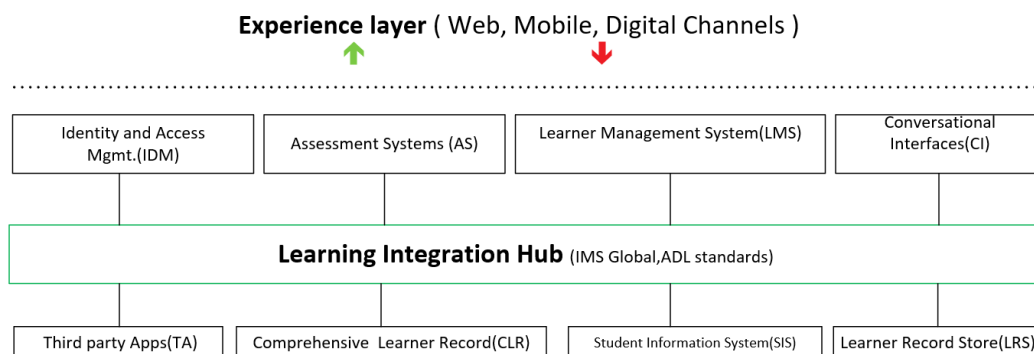 Experience layer ( Web, Mobile, Digital Channels )
Identity and Access
Mgmt.(IDM)
Assessment Systems (AS)
Learner Management System(LMS)
Conversational
Interfaces(CI)
Learning Integration Hub (IMS Global,ADL standards)
Third party Apps(TA)
Comprehensive Learner Record(CLR)
Student Information System(SIS)
Learner Record Store(LRS)